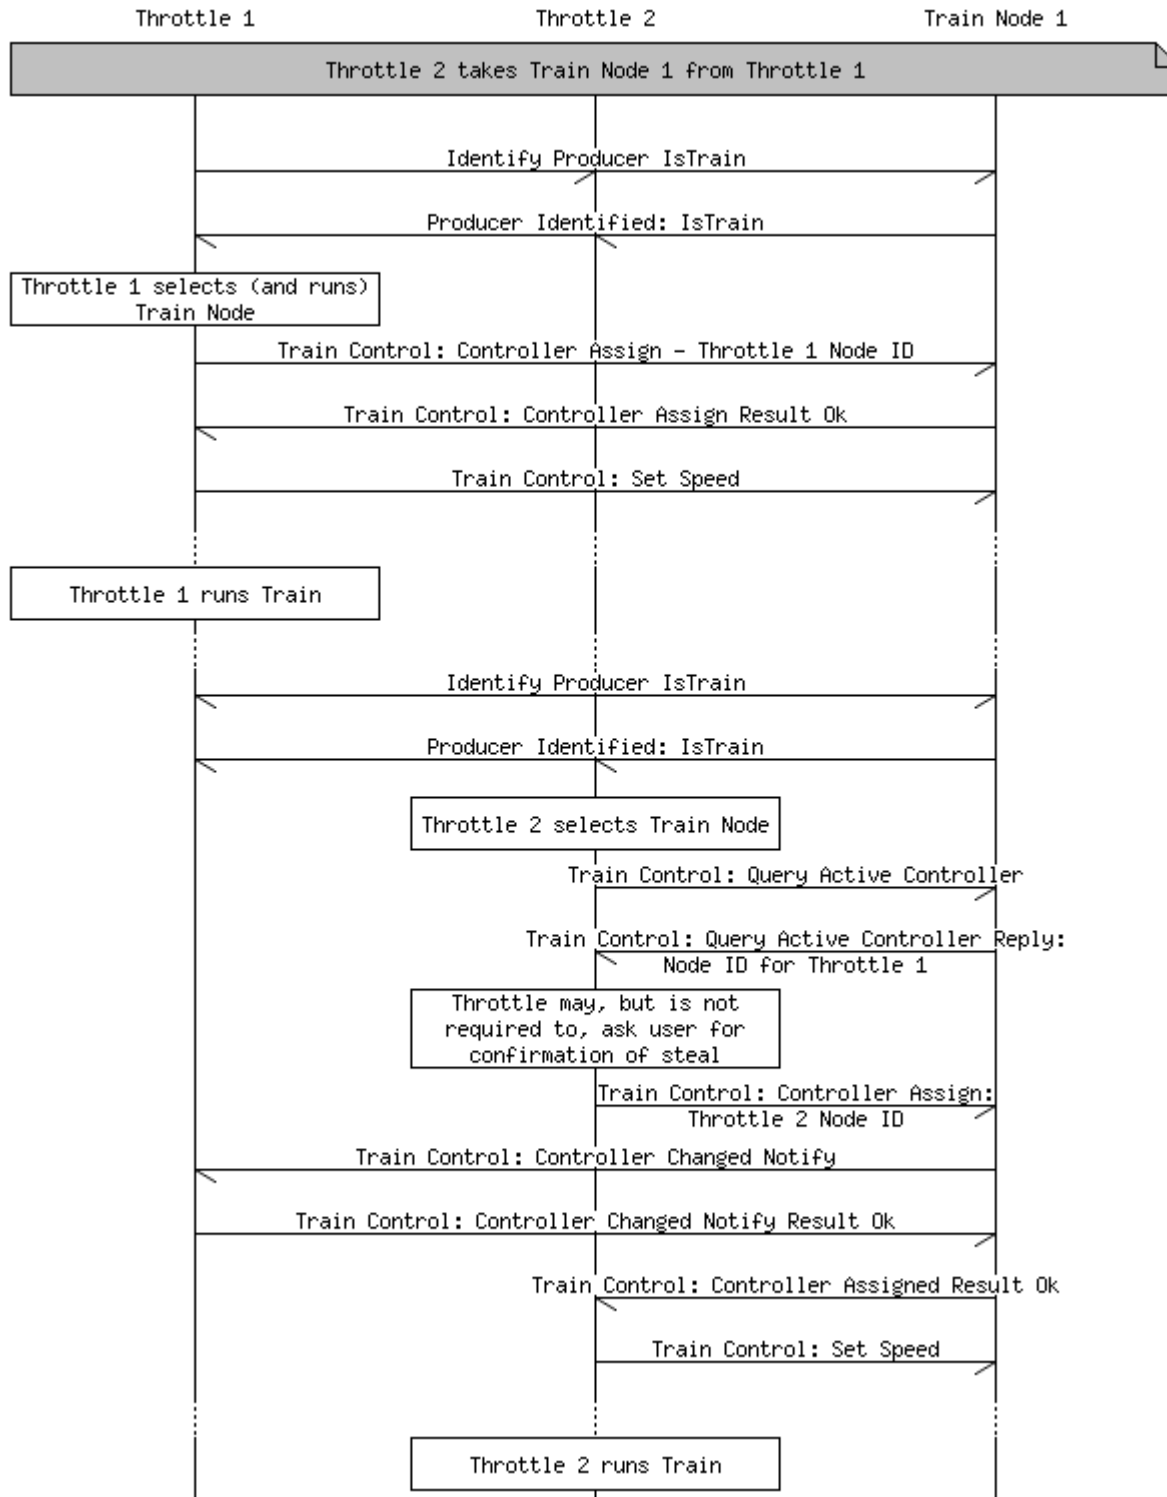 Throttle 1 Throttle 2 Train Node 1
Throttle 2 takes Train Node 1 from Throttle 1
Identify Producer IsTrain
Producer Identified: IsTrain
Throttle 1 selects (and runs)
Train Node
Train Control: Controller Assign - Throttle 1 Node ID
Train Control: Controller Assign Result Ok
Train Control: Set Speed
Throttle 1 runs Train
Identify Producer IsTrain
Producer Identified: IsTrain
Throttle 2 selects Train Node
Train Control: Query Active Controller
Train Control: Query Active Controller Reply:
Node ID for Throttle 1
Throttle may, but is not
required to, ask user for
confirmation of steal
Train Control: Controller Assign:
Throttle 2 Node ID
Train Control: Controller Changed Notify
Train Control: Controller Changed Notify Result Ok
Train Control: Controller Assigned Result Ok
Train Control: Set Speed
Throttle 2 runs Train